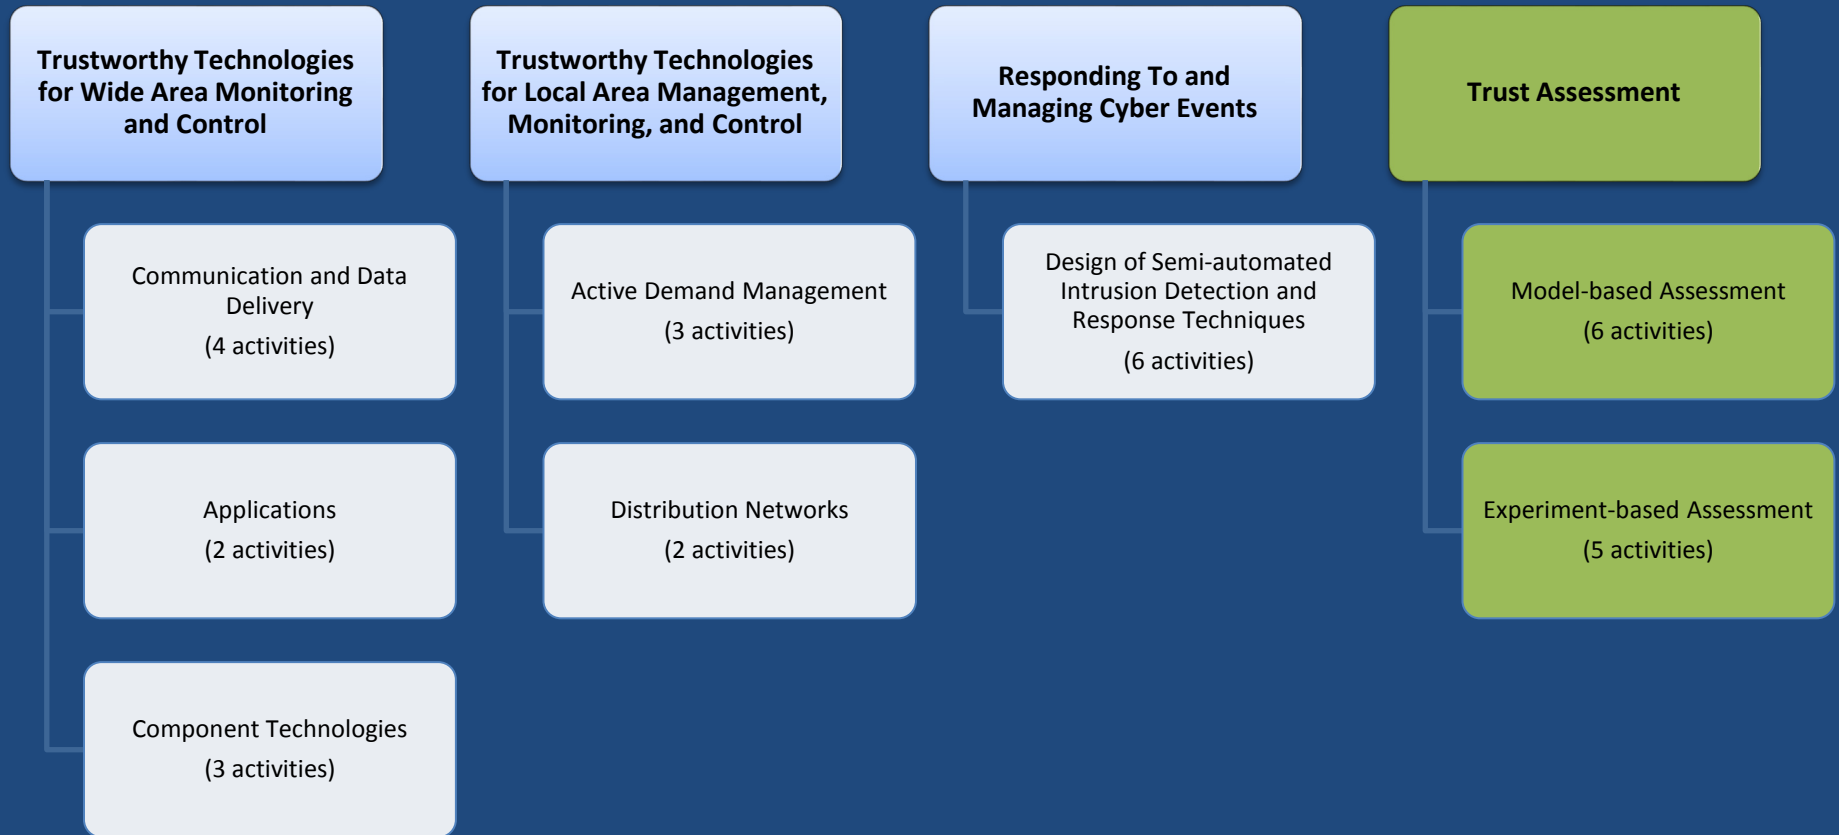 Trustworthy Technologies
for Wide Area Monitoring
and Control
Communication and Data
Delivery
(4 activities)
Applications
(2 activities)
Component Technologies
(3 activities)
Trustworthy Technologies
for Local Area Management,
Monitoring, and Control
Active Demand Management
(3 activities)
Distribution Networks
(2 activities)
Responding To and
Managing Cyber Events
Design of Semi-automated
Intrusion Detection and
Response Techniques
(6 activities)
Trust Assessment
Model-based Assessment
(6 activities)
Experiment-based Assessment
(5 activities)